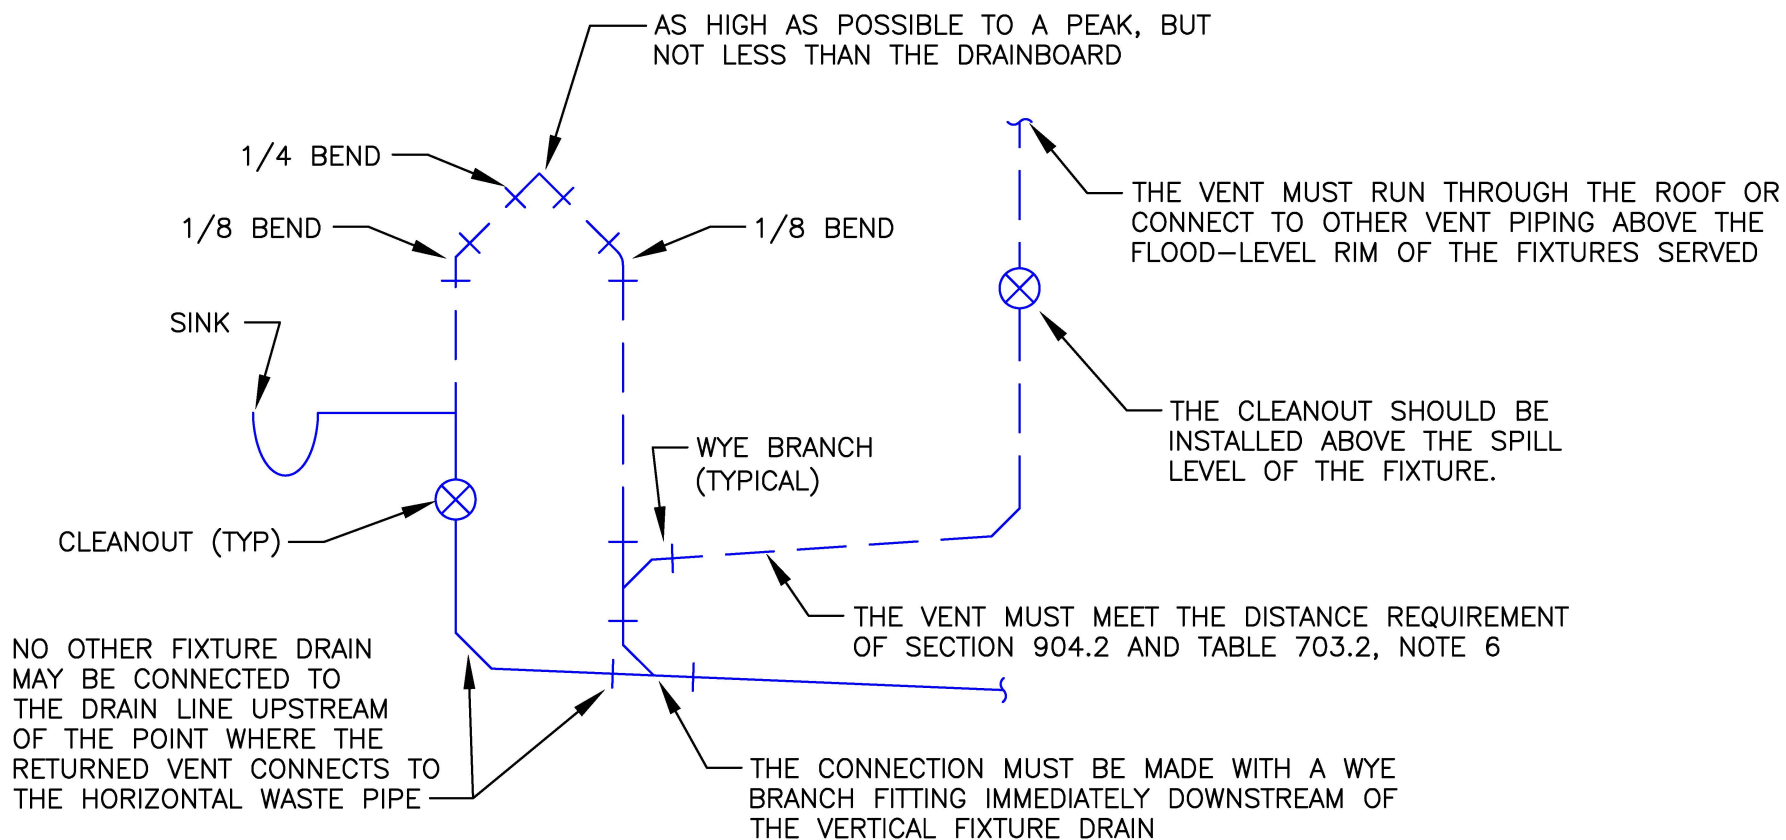 AS HIGH AS POSSIBLE TO A PEAK, BUT
NOT LESS THAN THE DRAINBOARD
1/4 BEND
1/8 BEND
1/8 BEND
THE VENT MUST RUN THROUGH THE ROOF OR
CONNECT TO OTHER VENT PIPING ABOVE THE
FLOOD-LEVEL RIM OF THE FIXTURES SERVED
SINK
THE CLEANOUT SHOULD BE
INSTALLED ABOVE THE SPILL
LEVEL OF THE FIXTURE.
WYE BRANCH
(TYPICAL)
CLEANOUT (TYP)
THE VENT MUST MEET THE DISTANCE REQUIREMENT
OF SECTION 904.2 AND TABLE 703.2, NOTE 6
NO OTHER FIXTURE DRAIN
MAY BE CONNECTED TO
THE DRAIN LINE UPSTREAM
OF THE POINT WHERE THE
RETURNED VENT CONNECTS TO
THE HORIZONTAL WASTE PIPE
THE CONNECTION MUST BE MADE WITH A WYE
BRANCH FITTING IMMEDIATELY DOWNSTREAM OF
THE VERTICAL FIXTURE DRAIN